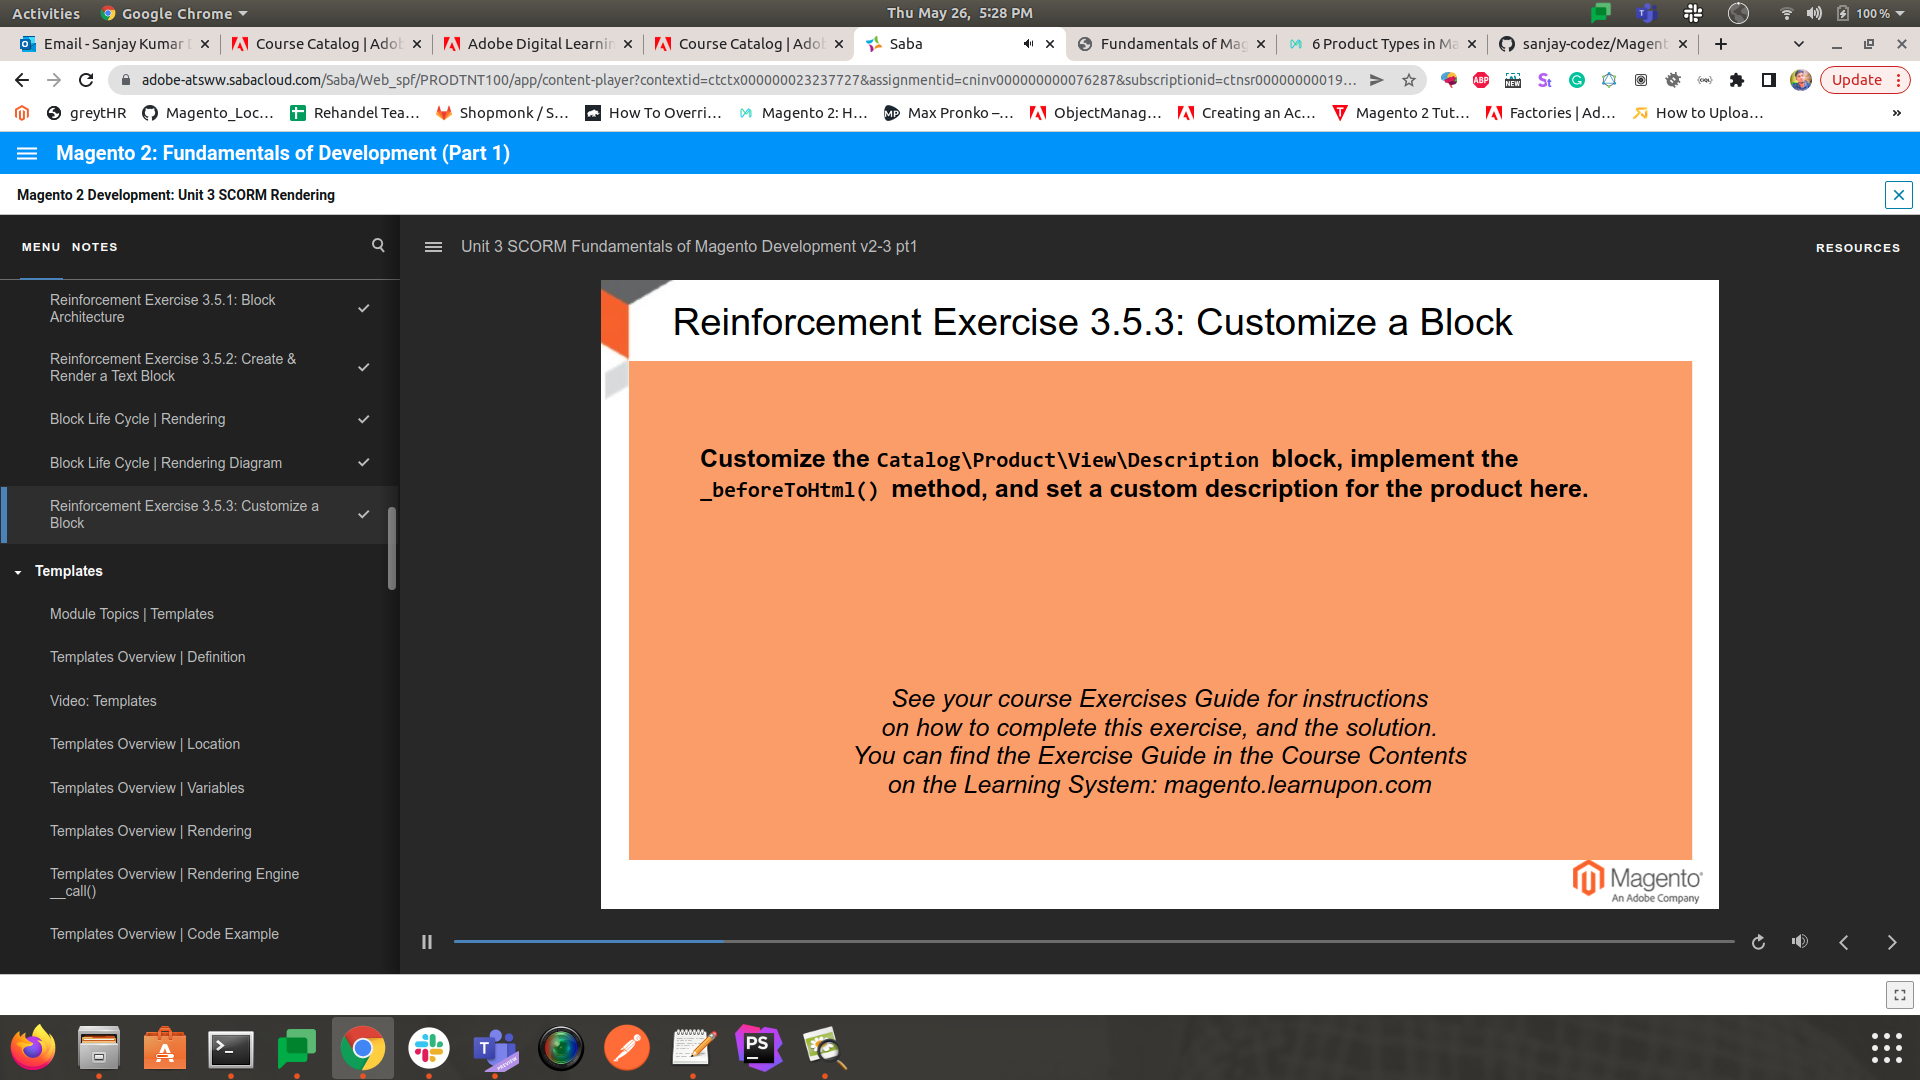 Activities
Google Chrome
Thu May 26, 5:28 PM
100 %
Email - Sanjay Kumar
Course Catalog | Adob
Adobe Digital Learnin
Course Catalog | Adob
Saba
Fundamentals of Mag
6 Product Types in Ma
sanjay-codez/Magent
adobe-atsww.sabacloud.com/Saba/Web_spf/PRODTNT100/app/content-player?contextid=ctctx000000023237727&assignmentid=cninv000000000076287&subscriptionid=ctnsr00000000019...
ABP
NEW
Update
greytHR
Magento_Loc...
Rehandel Tea...
Shopmonk / S...
How To Overri...
Magento 2: H...
Max Pronko –...
ObjectManag...
Creating an Ac...
Magento 2 Tut...
Factories | Ad...
How to Uploa...
»
Magento 2: Fundamentals of Development (Part 1)
Magento 2 Development: Unit 3 SCORM Rendering
MENU NOTES
Unit 3 SCORM Fundamentals of Magento Development v2-3 pt1
RESOURCES
Reinforcement Exercise 3.5.1: Block
Architecture
Reinforcement Exercise 3.5.2: Create &
Render a Text Block
Block Life Cycle | Rendering
Block Life Cycle | Rendering Diagram
Reinforcement Exercise 3.5.3: Customize a
Block
Templates
Module Topics | Templates
Templates Overview | Definition
Video: Templates
Templates Overview | Location
Templates Overview | Variables
Templates Overview | Rendering
Templates Overview | Rendering Engine
__call()
Templates Overview | Code Example
Reinforcement Exercise 3.5.3: Customize a Block
Customize the Catalog\Product\View\Description block, implement the
_beforeToHtml() method, and set a custom description for the product here.
See your course Exercises Guide for instructions
on how to complete this exercise, and the solution.
You can find the Exercise Guide in the Course Contents
on the Learning System: magento.learnupon.com
Magento
An Adobe Company
PS